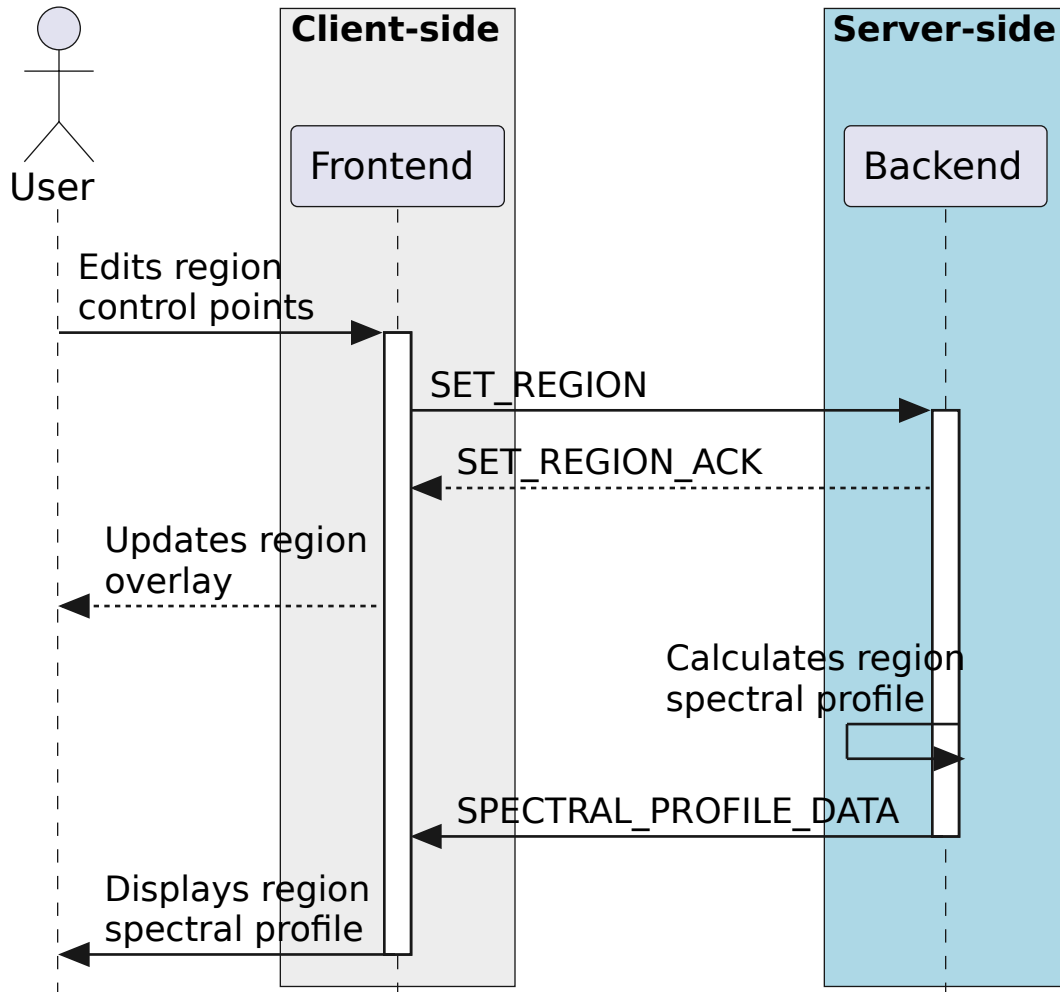 Client-side
Server-side
Frontend
Backend
User
Edits region
control points
SET_REGION
SET_REGION_ACK
Updates region
overlay
Calculates region
spectral profile
SPECTRAL_PROFILE_DATA
Displays region
spectral profile